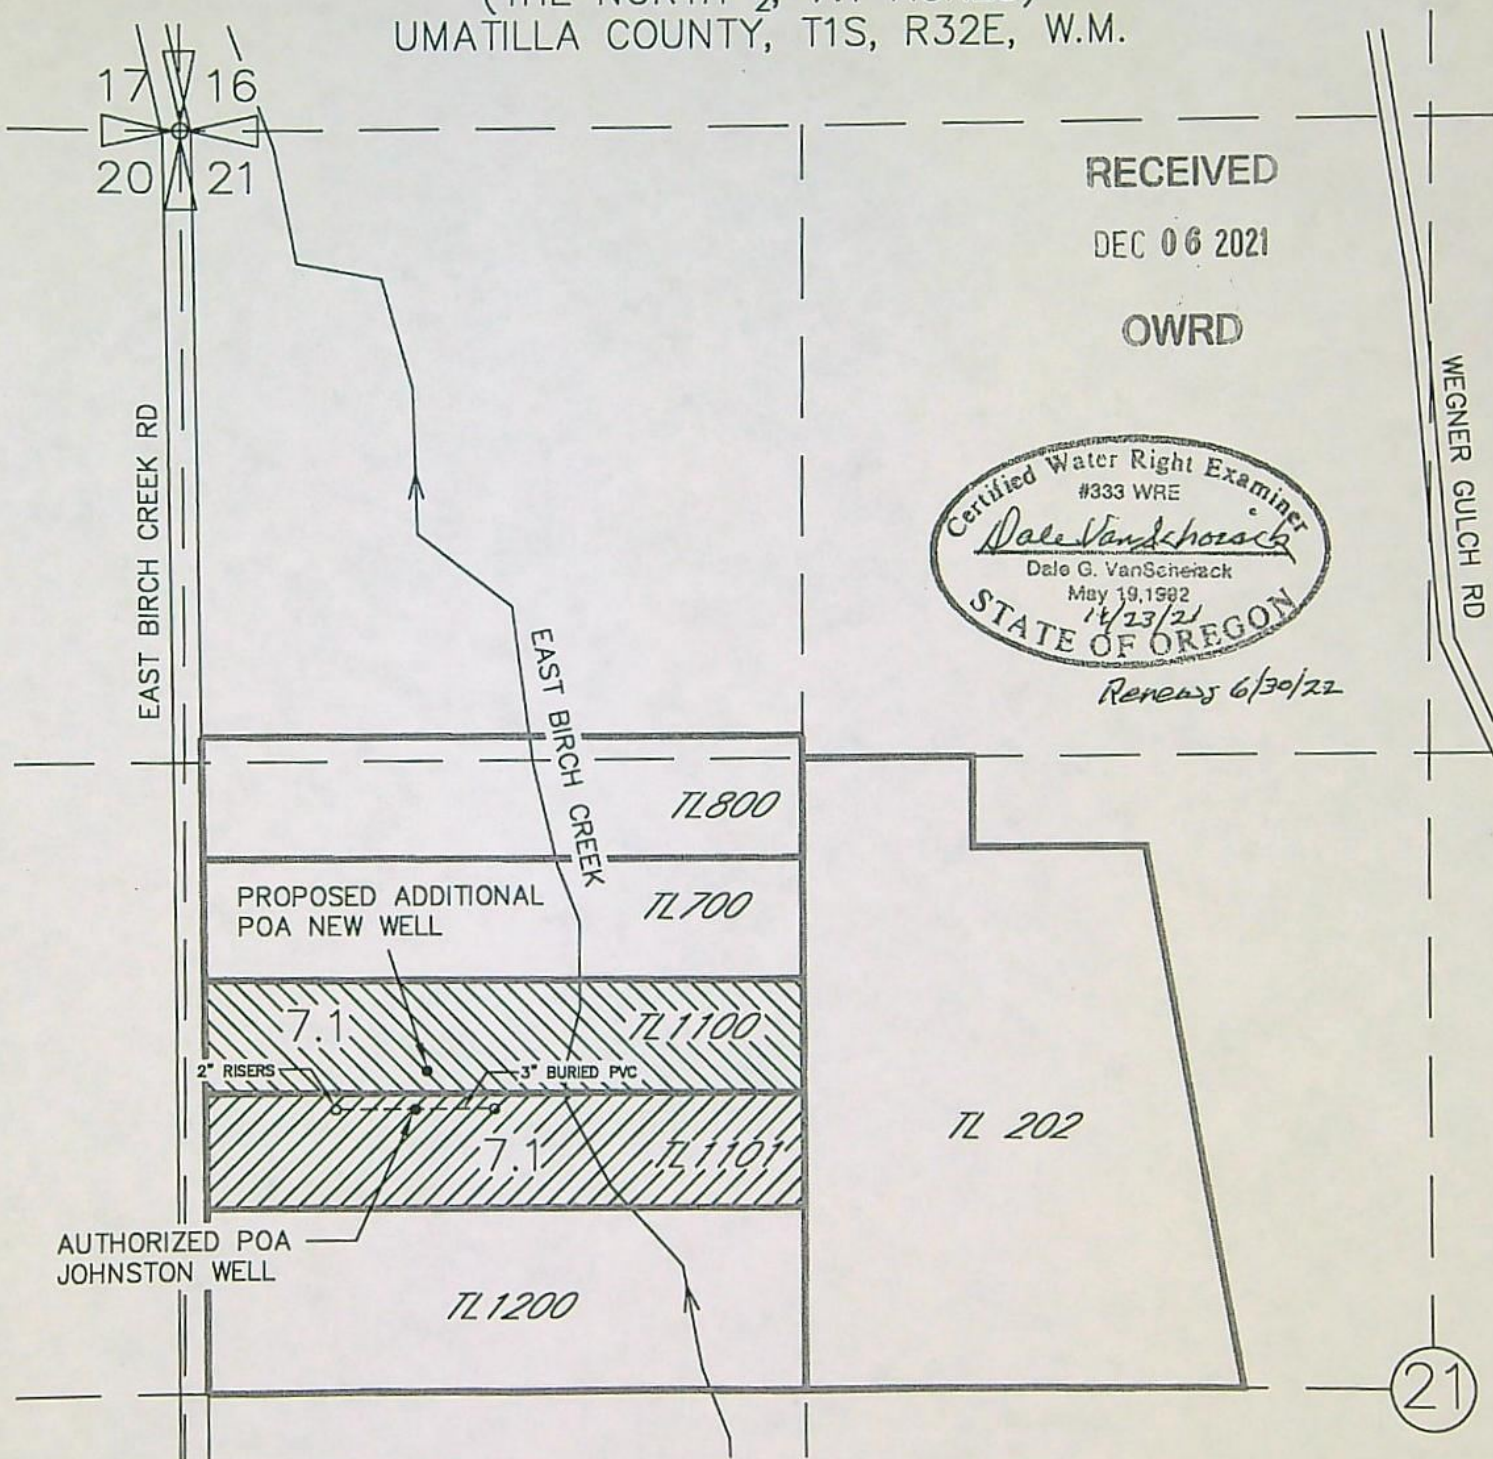 UMATILLA COUNTY, T1S, R32E, W.M.
17 16
20 21
RECEIVED
DEC 06 2021
OWRD
EAST BIRCH CREEK RD
WEGNER GULCH RD
Certified Water Right Examiner
#333 WRE
Dale G. VanScheiack
May 19,1982
STATE OF OREGON
Renews 6/30/22
EAST BIRCH CREEK
TL800
PROPOSED ADDITIONAL
POA NEW WELL
TL700
7.1
TL1100
2" RISERS
3" BURIED PVC
7.1
TL1101
TL 202
AUTHORIZED POA
JOHNSTON WELL
TL1200
21